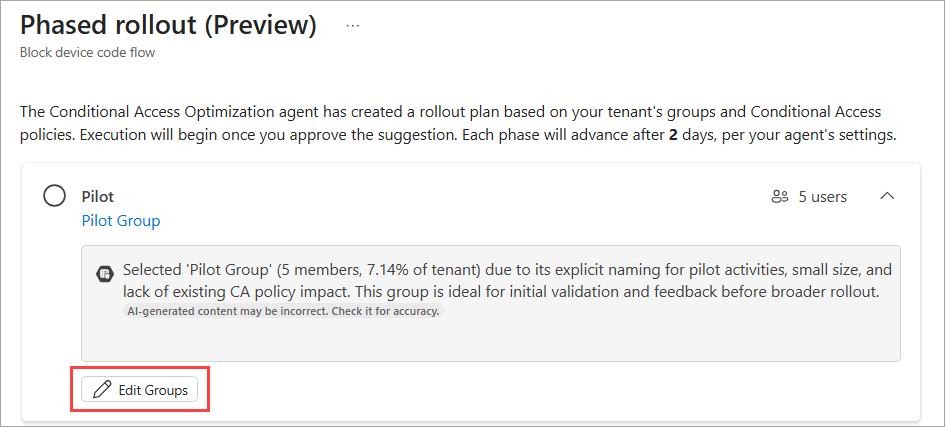 Phased rollout (Preview) ...
Block device code flow
The Conditional Access Optimization agent has created a rollout plan based on your tenant's groups and Conditional Access
policies. Execution will begin once you approve the suggestion. Each phase will advance after 2 days, per your agent's settings.
Pilot 5 users
Pilot Group
Selected 'Pilot Group' (5 members, 7.14% of tenant) due to its explicit naming for pilot activities, small size, and
lack of existing CA policy impact. This group is ideal for initial validation and feedback before broader rollout.
AI-generated content may be incorrect. Check it for accuracy.
Edit Groups